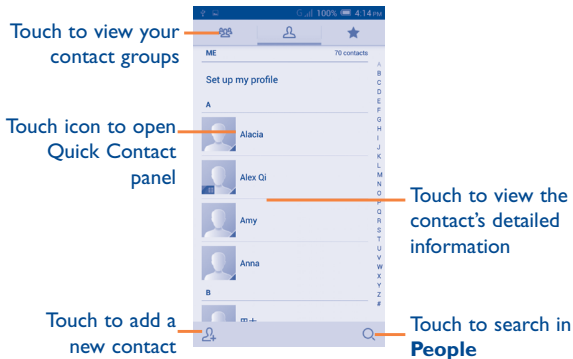 G 100% 4:14 PM
Touch to view your
contact groups
ME 70 contacts
Set up my profile
A
Touch icon to open
Quick Contact
panel
Alacia
Alex Qi
Amy
Anna
B
A
B
C
D
E
F
G
H
I
J
K
L
M
N
O
P
Q
R
S
T
U
V
W
X
Y
Z
#
Touch to view the
contact's detailed
information
Touch to add a
new contact
Touch to search in
People